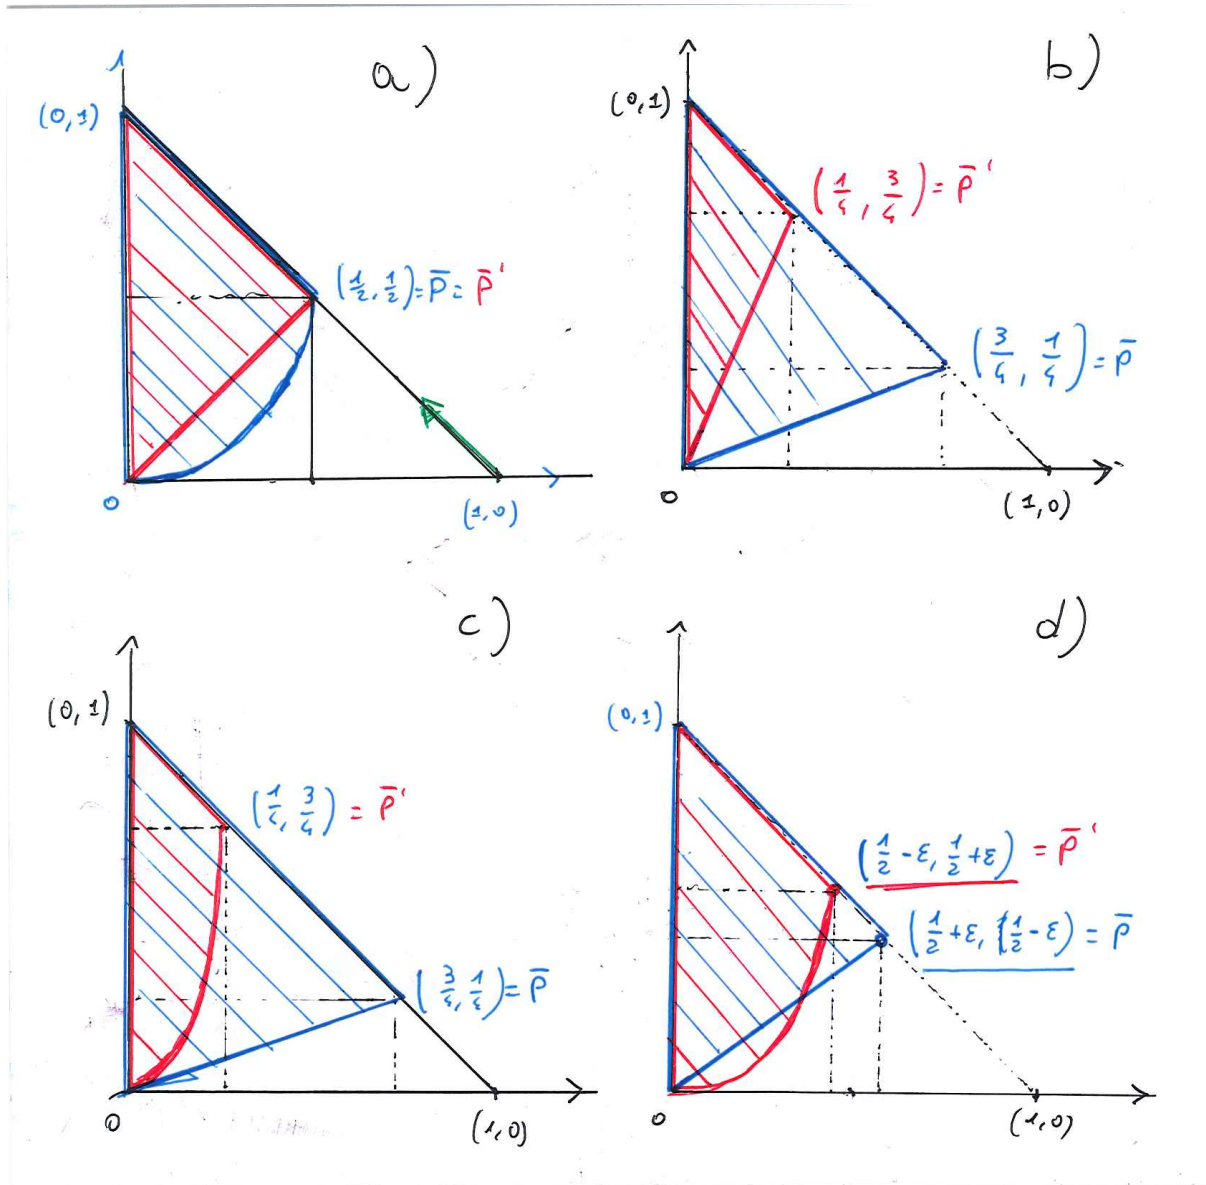 a)
1
(0,1)
(1/2, 1/2) = p̄ = p̄'
0
(1,0)
b)
(0,1)
(1/4, 3/4) = p̄'
(3/4, 1/4) = p̄
0
(1,0)
c)
(0,1)
(1/4, 3/4) = p̄'
(3/4, 1/4) = p̄
0
(1,0)
d)
(0,1)
(1/2 - ε, 1/2 + ε) = p̄'
(1/2 + ε, 1/2 - ε) = p̄
0
(1,0)